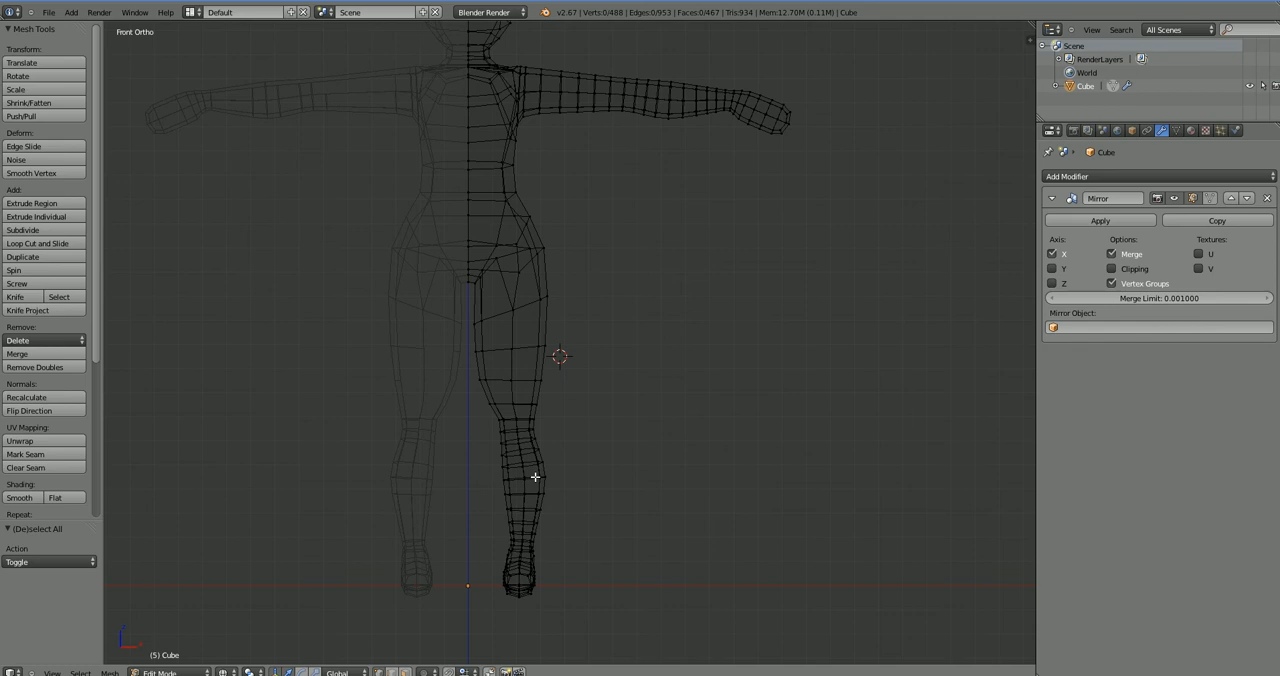 File Add Render Window Help Default Scene Blender Render v2.67 | Verts:0/488 | Edges:0/953 | Faces:0/467 | Tris:934 | Mem:12.70M (0.11M) | Cube
Mesh Tools
Transform:
Translate
Rotate
Scale
Shrink/Fatten
Push/Pull
Deform:
Edge Slide
Noise
Smooth Vertex
Add:
Extrude Region
Extrude Individual
Subdivide
Loop Cut and Slide
Duplicate
Spin
Screw
Knife Select
Knife Project
Remove:
Delete
Merge
Remove Doubles
Normals:
Recalculate
Flip Direction
UV Mapping:
Unwrap
Mark Seam
Clear Seam
Shading:
Smooth Flat
Repeat:
(De)select All
Action
Toggle
Front Ortho
(5) Cube
View Select Mesh Edit Mode Global
View Search All Scenes
Scene
RenderLayers
World
Cube
Cube
Add Modifier
Mirror
Apply Copy
Axis: Options: Textures:
X Merge U
Y Clipping V
Z Vertex Groups
Merge Limit: 0.001000
Mirror Object: